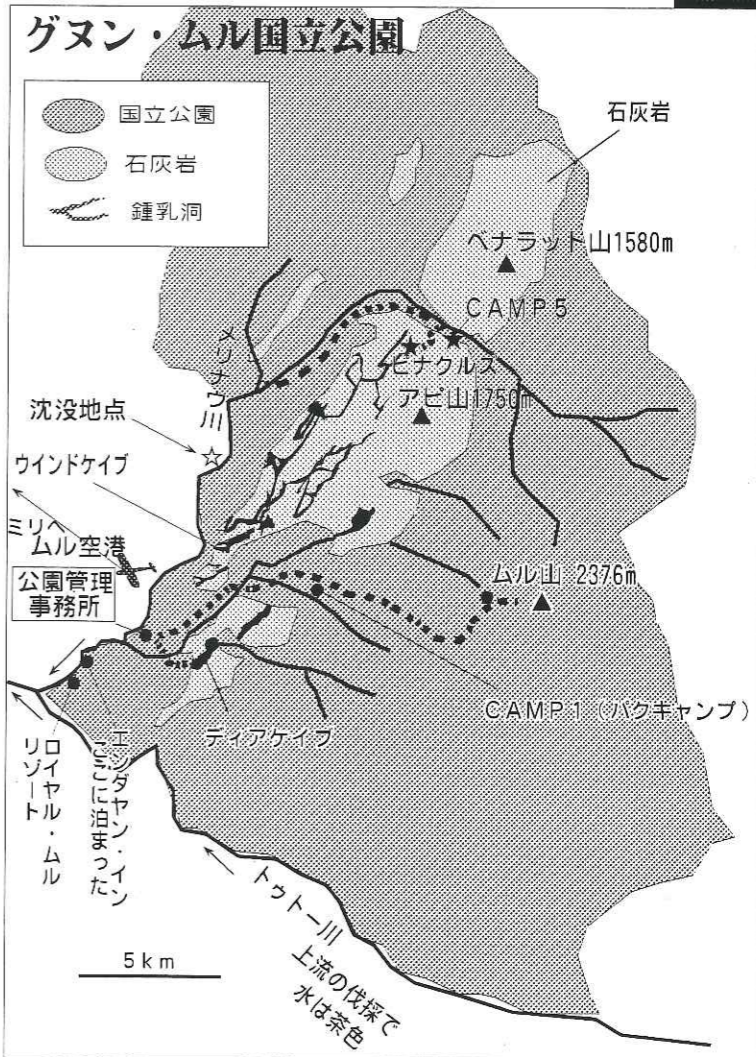 グヌン・ムル国立公園
国立公園
石灰岩
鍾乳洞
石灰岩
ベナラット山1580m
CAMP5
ピナクルス
アピ山1750m
メリナウ川
沈没地点
ウインドケイブ
ミリへ
ムル空港
公園管理
事務所
ムル山 2376m
CAMP1(パクキャンプ)
ディアケイブ
エンダヤン・イン
ここに泊まった
ロイヤル・ムル
リゾート
トゥトー川
上流の伐採で
水は茶色
5km